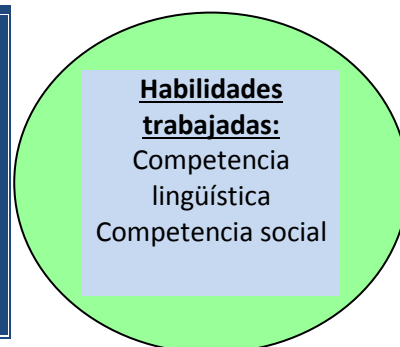 Habilidades
trabajadas:
Competencia
lingüística
Competencia social